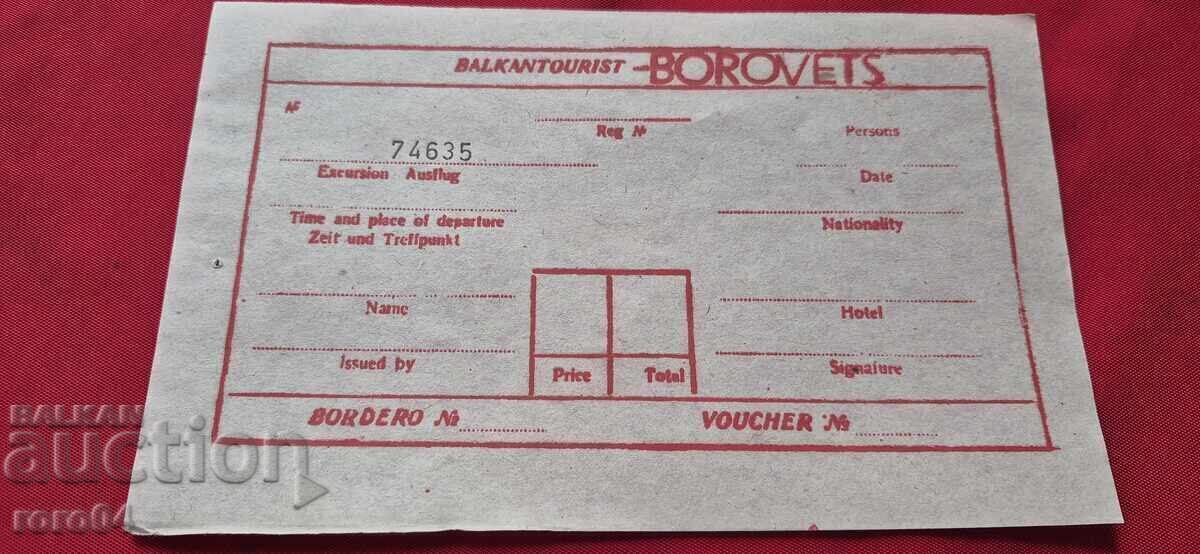 BALKANTOURIST - BOROVETS
№
Reg №
Persons
74635
Excursion Ausflug
Date
Time and place of departure
Zeit und Treffpunkt
Nationality
Name
Hotel
issued by
Price Total
Signature
BORDERO №
VOUCHER №
BALKAN
auction
roro64